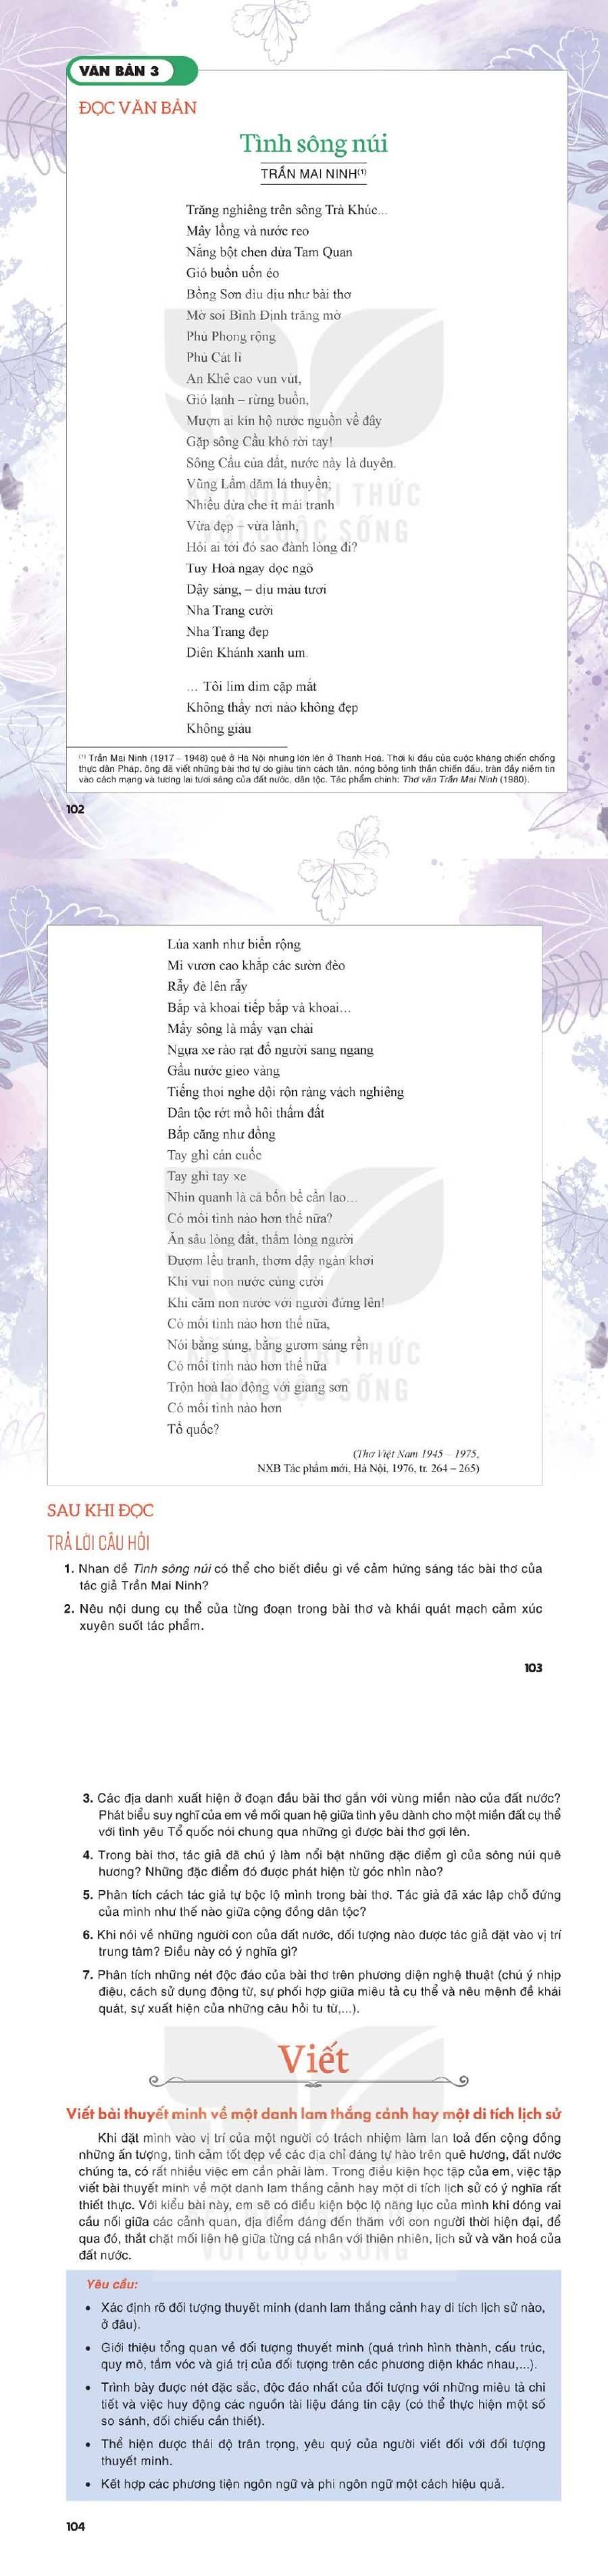 VĂN BẢN 3
ĐỌC VĂN BẢN
Tình sông núi
TRẦN MAI NINH(1)
Trăng nghiêng trên sông Trà Khúc...
Mây lồng và nước reo
Nắng bột chen dừa Tam Quan
Gió buồn uốn éo
Bồng Sơn dìu dịu như bài thơ
Mờ soi Bình Định trăng mờ
Phù Phong rộng
Phù Cát lì
An Khê cao vun vút,
Gió lạnh – rừng buồn,
Mượn ai kín hộ nước nguồn về đây
Gặp sông Cầu khó rời tay!
Sông Cầu của đất, nước này là duyên.
Vũng Lấm dăm lá thuyền;
Nhiều dừa che ít mái tranh
Vừa đẹp – vừa lành,
Hỏi ai tới đó sao đành lòng đi?
Tuy Hoà ngay dọc ngõ
Dậy sáng, – dịu màu tươi
Nha Trang cười
Nha Trang đẹp
Diên Khánh xanh um.
... Tôi lim dim cặp mắt
Không thấy nơi nào không đẹp
Không giàu
(1) Trần Mai Ninh (1917 – 1948) quê ở Hà Nội nhưng lớn lên ở Thanh Hoá. Thời kì đầu của cuộc kháng chiến chống
thực dân Pháp, ông đã viết những bài thơ tự do giàu tính cách tân, nóng bỏng tinh thần chiến đấu, tràn đầy niềm tin
vào cách mạng và tương lai tươi sáng của đất nước, dân tộc. Tác phẩm chính: Thơ văn Trần Mai Ninh (1980).
102
KẾT NỐI TRI THỨC
VỚI CUỘC SỐNG
Lúa xanh như biển rộng
Mì vươn cao khắp các sườn đèo
Rẫy đè lên rẫy
Bắp và khoai tiếp bắp và khoai...
Mấy sông là mấy vạn chài
Ngựa xe rào rạt đổ người sang ngang
Gầu nước gieo vàng
Tiếng thoi nghe dội rộn ràng vách nghiêng
Dân tộc rớt mồ hôi thấm đất
Bắp căng như đồng
Tay ghì cán cuốc
Tay ghì tay xe
Nhìn quanh là cả bốn bề cần lao...
Có mối tình nào hơn thế nữa?
Ăn sâu lòng đất, thấm lòng người
Đượm lều tranh, thơm dậy ngàn khơi
Khi vui non nước cùng cười
Khi căm non nước với người đứng lên!
Có mối tình nào hơn thế nữa,
Nói bằng súng, bằng gươm sáng rền
Có mối tình nào hơn thế nữa
Trộn hoà lao động với giang sơn
Có mối tình nào hơn
Tổ quốc?
(Thơ Việt Nam 1945 – 1975,
NXB Tác phẩm mới, Hà Nội, 1976, tr. 264 – 265)
KẾT NỐI TRI THỨC
VỚI CUỘC SỐNG
SAU KHI ĐỌC
TRẢ LỜI CÂU HỎI
1. Nhan đề Tình sông núi có thể cho biết điều gì về cảm hứng sáng tác bài thơ của
tác giả Trần Mai Ninh?
2. Nêu nội dung cụ thể của từng đoạn trong bài thơ và khái quát mạch cảm xúc
xuyên suốt tác phẩm.
103
3. Các địa danh xuất hiện ở đoạn đầu bài thơ gắn với vùng miền nào của đất nước?
Phát biểu suy nghĩ của em về mối quan hệ giữa tình yêu dành cho một miền đất cụ thể
với tình yêu Tổ quốc nói chung qua những gì được bài thơ gợi lên.
4. Trong bài thơ, tác giả đã chú ý làm nổi bật những đặc điểm gì của sông núi quê
hương? Những đặc điểm đó được phát hiện từ góc nhìn nào?
5. Phân tích cách tác giả tự bộc lộ mình trong bài thơ. Tác giả đã xác lập chỗ đứng
của mình như thế nào giữa cộng đồng dân tộc?
6. Khi nói về những người con của đất nước, đối tượng nào được tác giả đặt vào vị trí
trung tâm? Điều này có ý nghĩa gì?
7. Phân tích những nét độc đáo của bài thơ trên phương diện nghệ thuật (chú ý nhịp
điệu, cách sử dụng động từ, sự phối hợp giữa miêu tả cụ thể và nêu mệnh đề khái
quát, sự xuất hiện của những câu hỏi tu từ,...).
Viết
Viết bài thuyết minh về một danh lam thắng cảnh hay một di tích lịch sử
Khi đặt mình vào vị trí của một người có trách nhiệm làm lan toả đến cộng đồng
những ấn tượng, tình cảm tốt đẹp về các địa chỉ đáng tự hào trên quê hương, đất nước
chúng ta, có rất nhiều việc em cần phải làm. Trong điều kiện học tập của em, việc tập
viết bài thuyết minh về một danh lam thắng cảnh hay một di tích lịch sử có ý nghĩa rất
thiết thực. Với kiểu bài này, em sẽ có điều kiện bộc lộ năng lực của mình khi đóng vai
cầu nối giữa các cảnh quan, địa điểm đáng đến thăm với con người thời hiện đại, để
qua đó, thắt chặt mối liên hệ giữa từng cá nhân với thiên nhiên, lịch sử và văn hoá của
đất nước.
VỚI CUỘC SỐNG
Yêu cầu:
• Xác định rõ đối tượng thuyết minh (danh lam thắng cảnh hay di tích lịch sử nào,
ở đâu).
• Giới thiệu tổng quan về đối tượng thuyết minh (quá trình hình thành, cấu trúc,
quy mô, tầm vóc và giá trị của đối tượng trên các phương diện khác nhau,...).
• Trình bày được nét đặc sắc, độc đáo nhất của đối tượng với những miêu tả chi
tiết và việc huy động các nguồn tài liệu đáng tin cậy (có thể thực hiện một số
so sánh, đối chiếu cần thiết).
• Thể hiện được thái độ trân trọng, yêu quý của người viết đối với đối tượng
thuyết minh.
• Kết hợp các phương tiện ngôn ngữ và phi ngôn ngữ một cách hiệu quả.
104